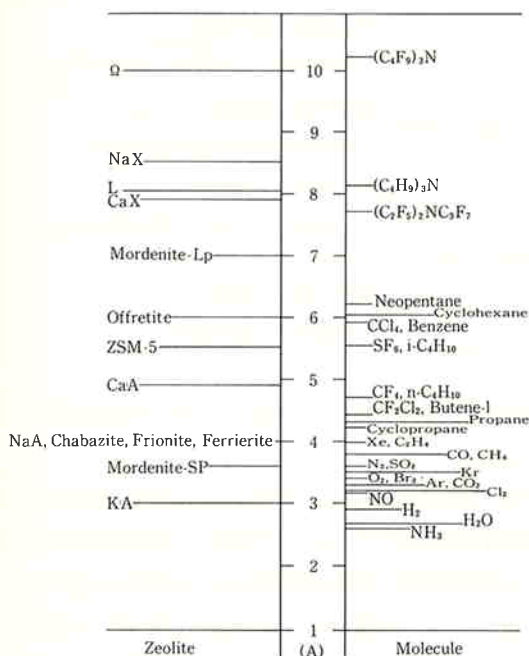 Ω 10 (C₄F₉)₃N
9
NaX
L 8 (C₄H₉)₃N
CaX (C₂F₅)₂NC₃F₇
Mordenite-Lp 7
Neopentane
Offretite 6 Cyclohexane
CCl₄, Benzene
ZSM-5 SF₆, i-C₄H₁₀
CaA 5
CF₄, n-C₄H₁₀
CF₂Cl₂, Butene-1
Propane
Cyclopropane
NaA, Chabazite, Frionite, Ferrierite 4 Xe, C₂H₄
CO, CH₄
Mordenite-SP N₂,SO₂
Kr
O₂, Br₂ Ar, CO₂
Cl₂
KA 3 NO
H₂
H₂O
NH₃
2
1
Zeolite (A) Molecule